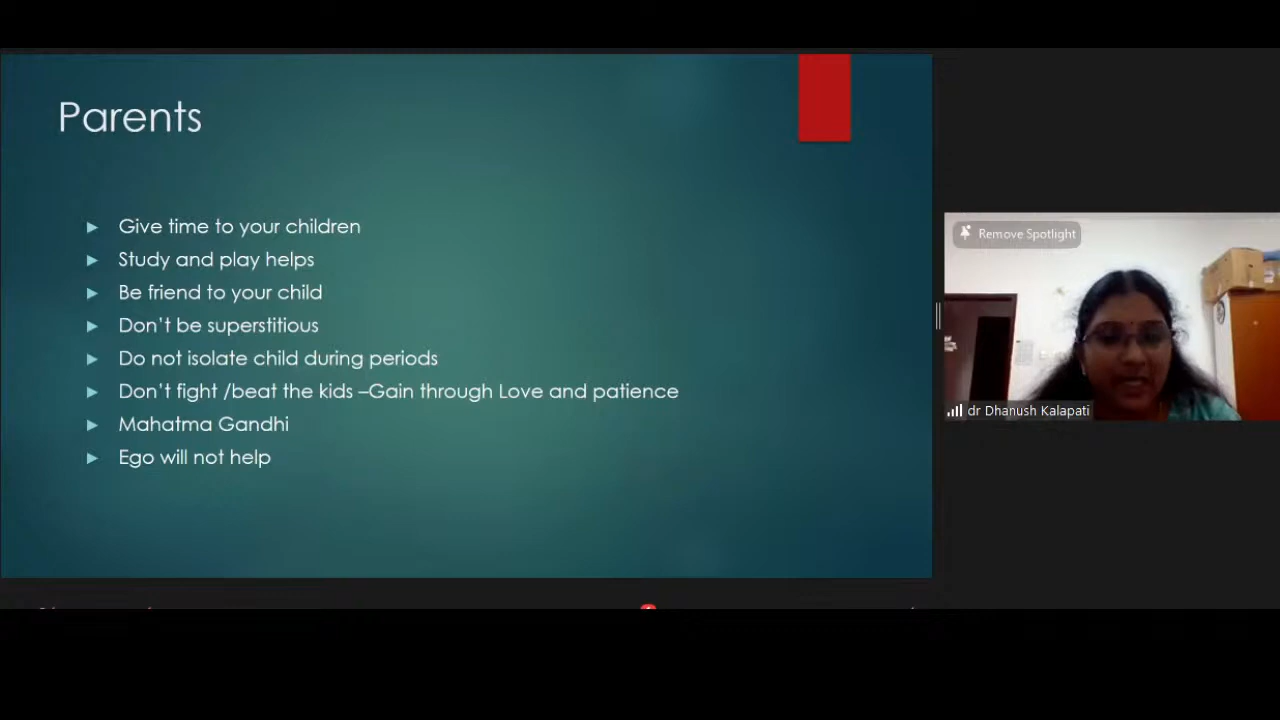 Parents
Give time to your children
Study and play helps
Be friend to your child
Don't be superstitious
Do not isolate child during periods
Don't fight /beat the kids –Gain through Love and patience
Mahatma Gandhi
Ego will not help
Remove Spotlight
dr Dhanush Kalapati